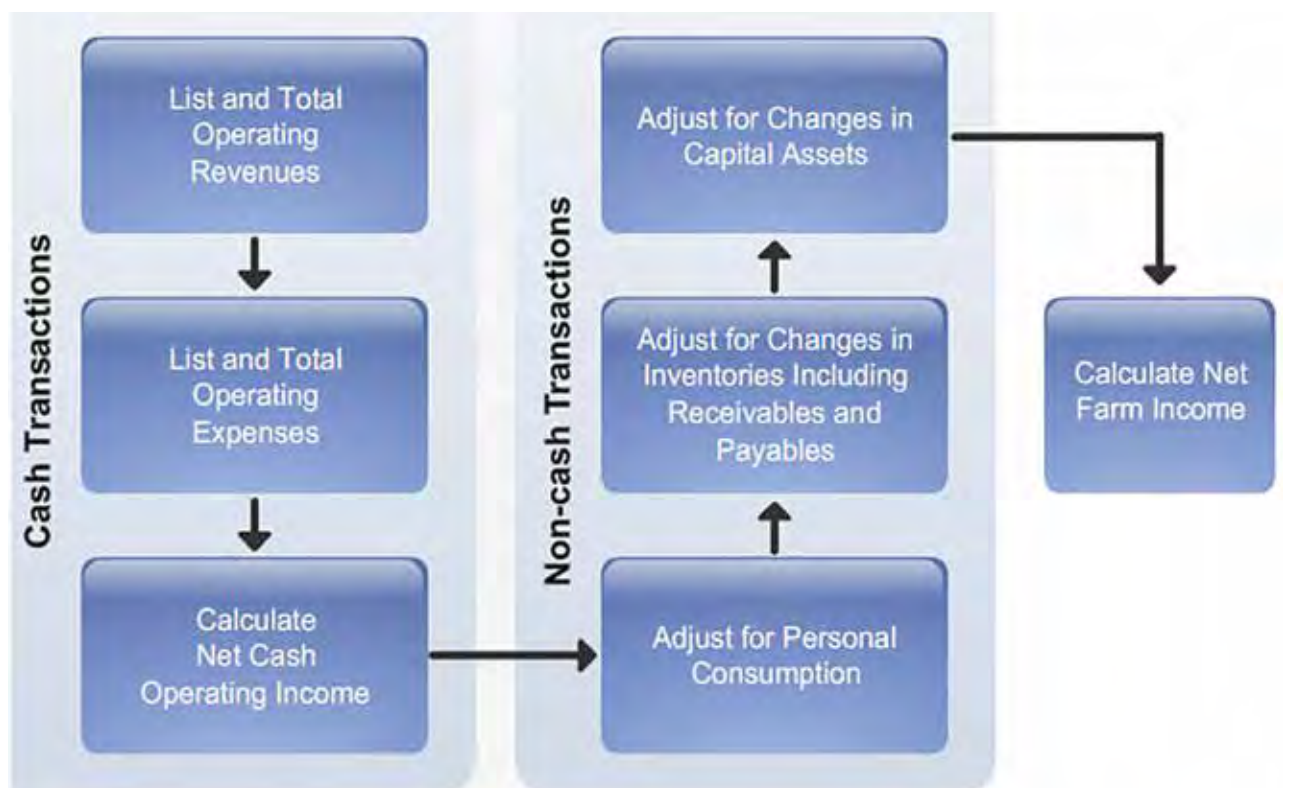 Cash Transactions
List and Total
Operating
Revenues
List and Total
Operating
Expenses
Calculate
Net Cash
Operating Income
Non-cash Transactions
Adjust for Personal
Consumption
Adjust for Changes in
Inventories Including
Receivables and
Payables
Adjust for Changes in
Capital Assets
Calculate Net
Farm Income